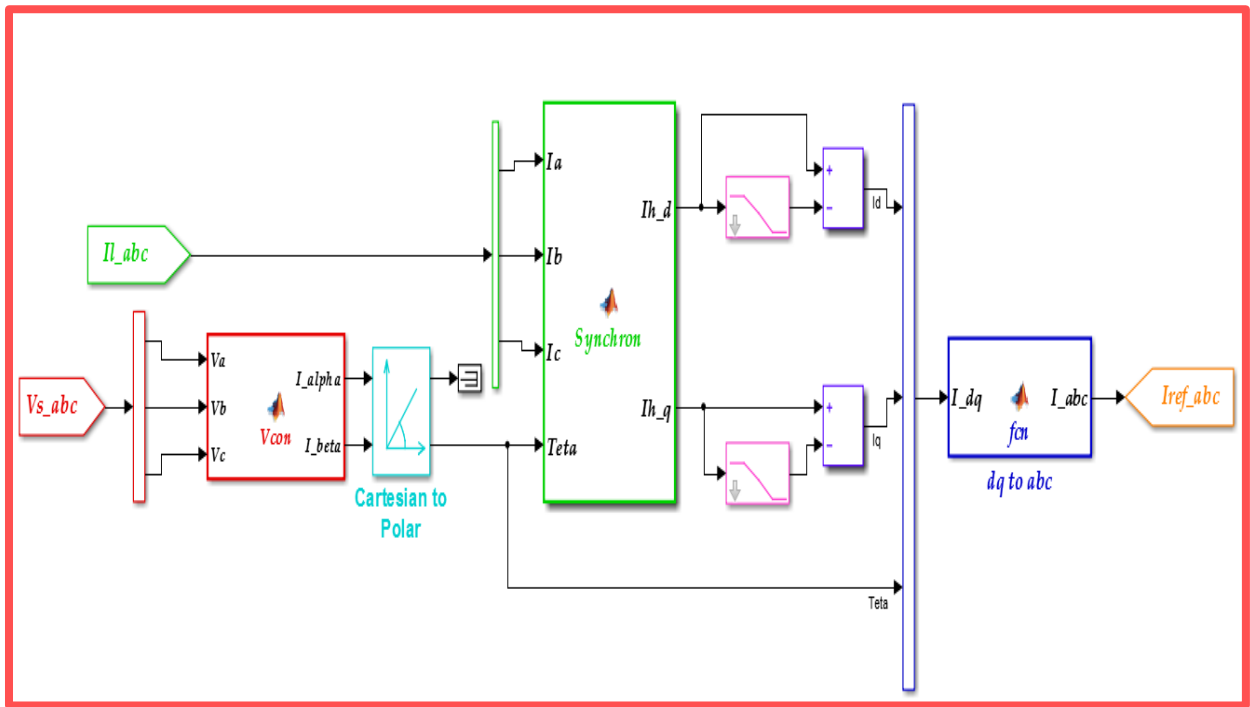 Il_abc
Vs_abc
Va
Vb
Vc
Vcon
I_alpha
I_beta
Cartesian to
Polar
Ia
Ib
Ic
Teta
Synchron
Ih_d
Ih_q
+
−
Id
+
−
Iq
Teta
I_dq
fcn
I_abc
dq to abc
Iref_abc